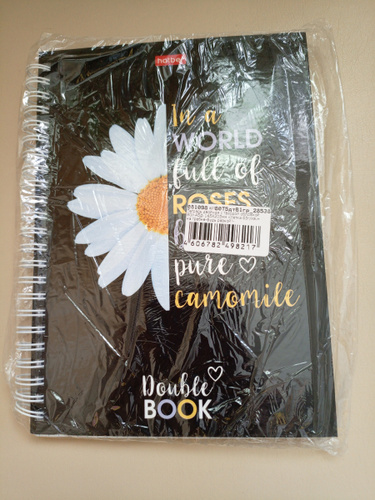 hatber
In a
WORLD
full of
ROSES
4606782498217
pure
camomile
Double
BOOK